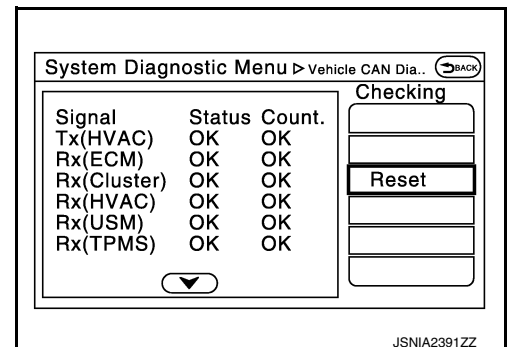 System Diagnostic Menu ▷ Vehicle CAN Dia.. BACK
Checking
Signal Status Count.
Tx(HVAC) OK OK
Rx(ECM) OK OK
Rx(Cluster) OK OK
Rx(HVAC) OK OK
Rx(USM) OK OK
Rx(TPMS) OK OK
Reset
JSNIA2391ZZ